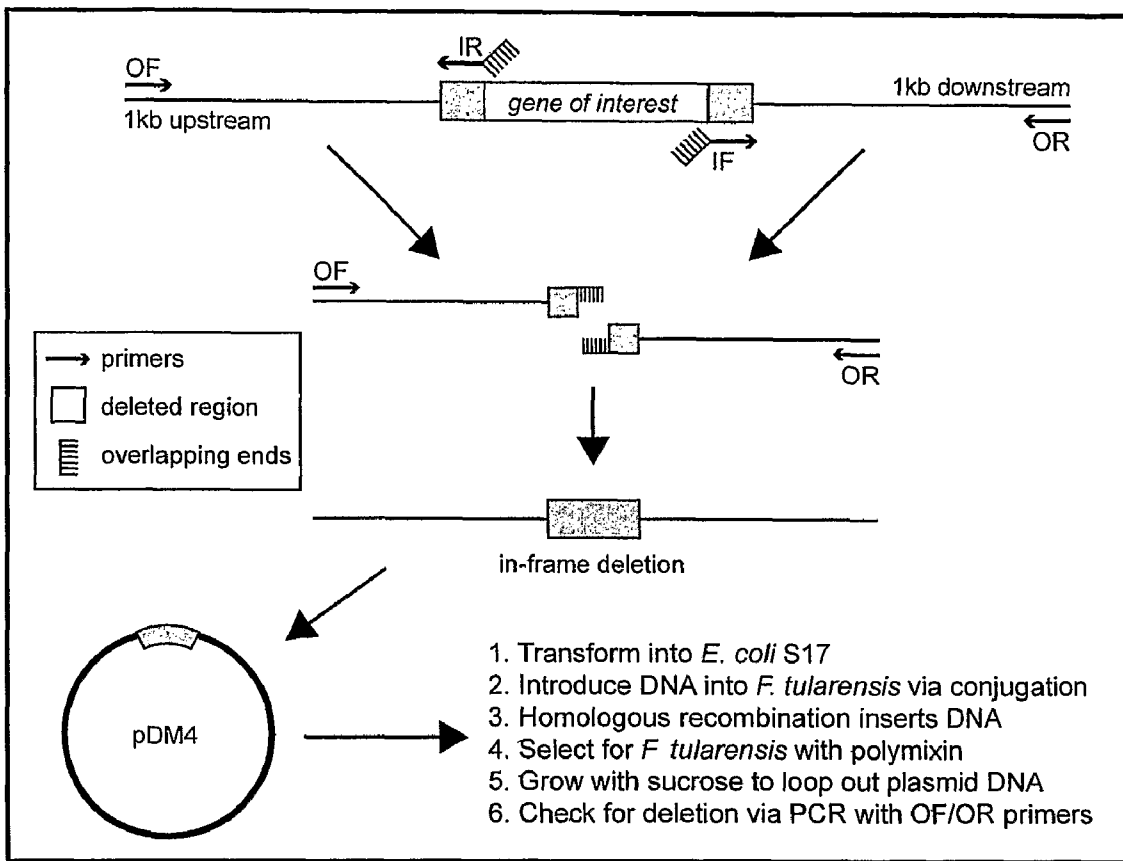 OF
IR
gene of interest
1kb upstream
1kb downstream
IF
OR
OF
OR
primers
deleted region
overlapping ends
in-frame deletion
pDM4
1. Transform into E. coli S17
2. Introduce DNA into F. tularensis via conjugation
3. Homologous recombination inserts DNA
4. Select for F tularensis with polymixin
5. Grow with sucrose to loop out plasmid DNA
6. Check for deletion via PCR with OF/OR primers